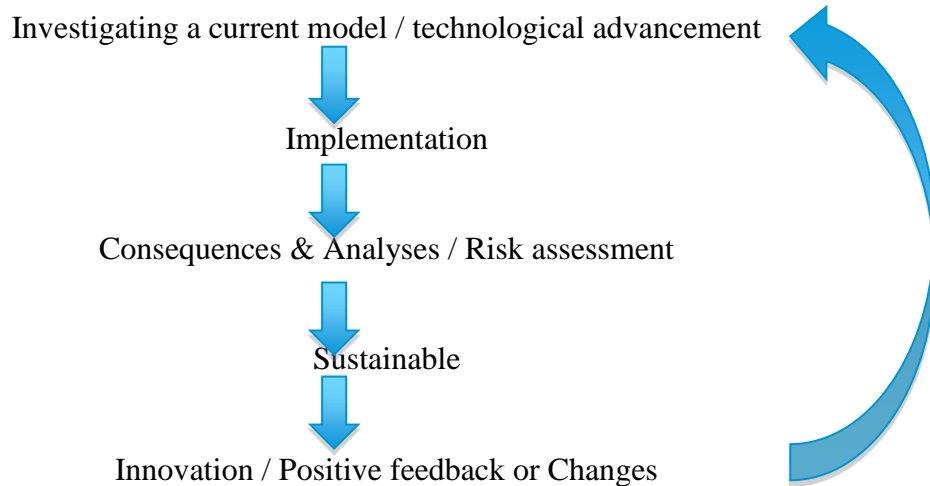 Investigating a current model / technological advancement
Implementation
Consequences & Analyses / Risk assessment
Sustainable
Innovation / Positive feedback or Changes